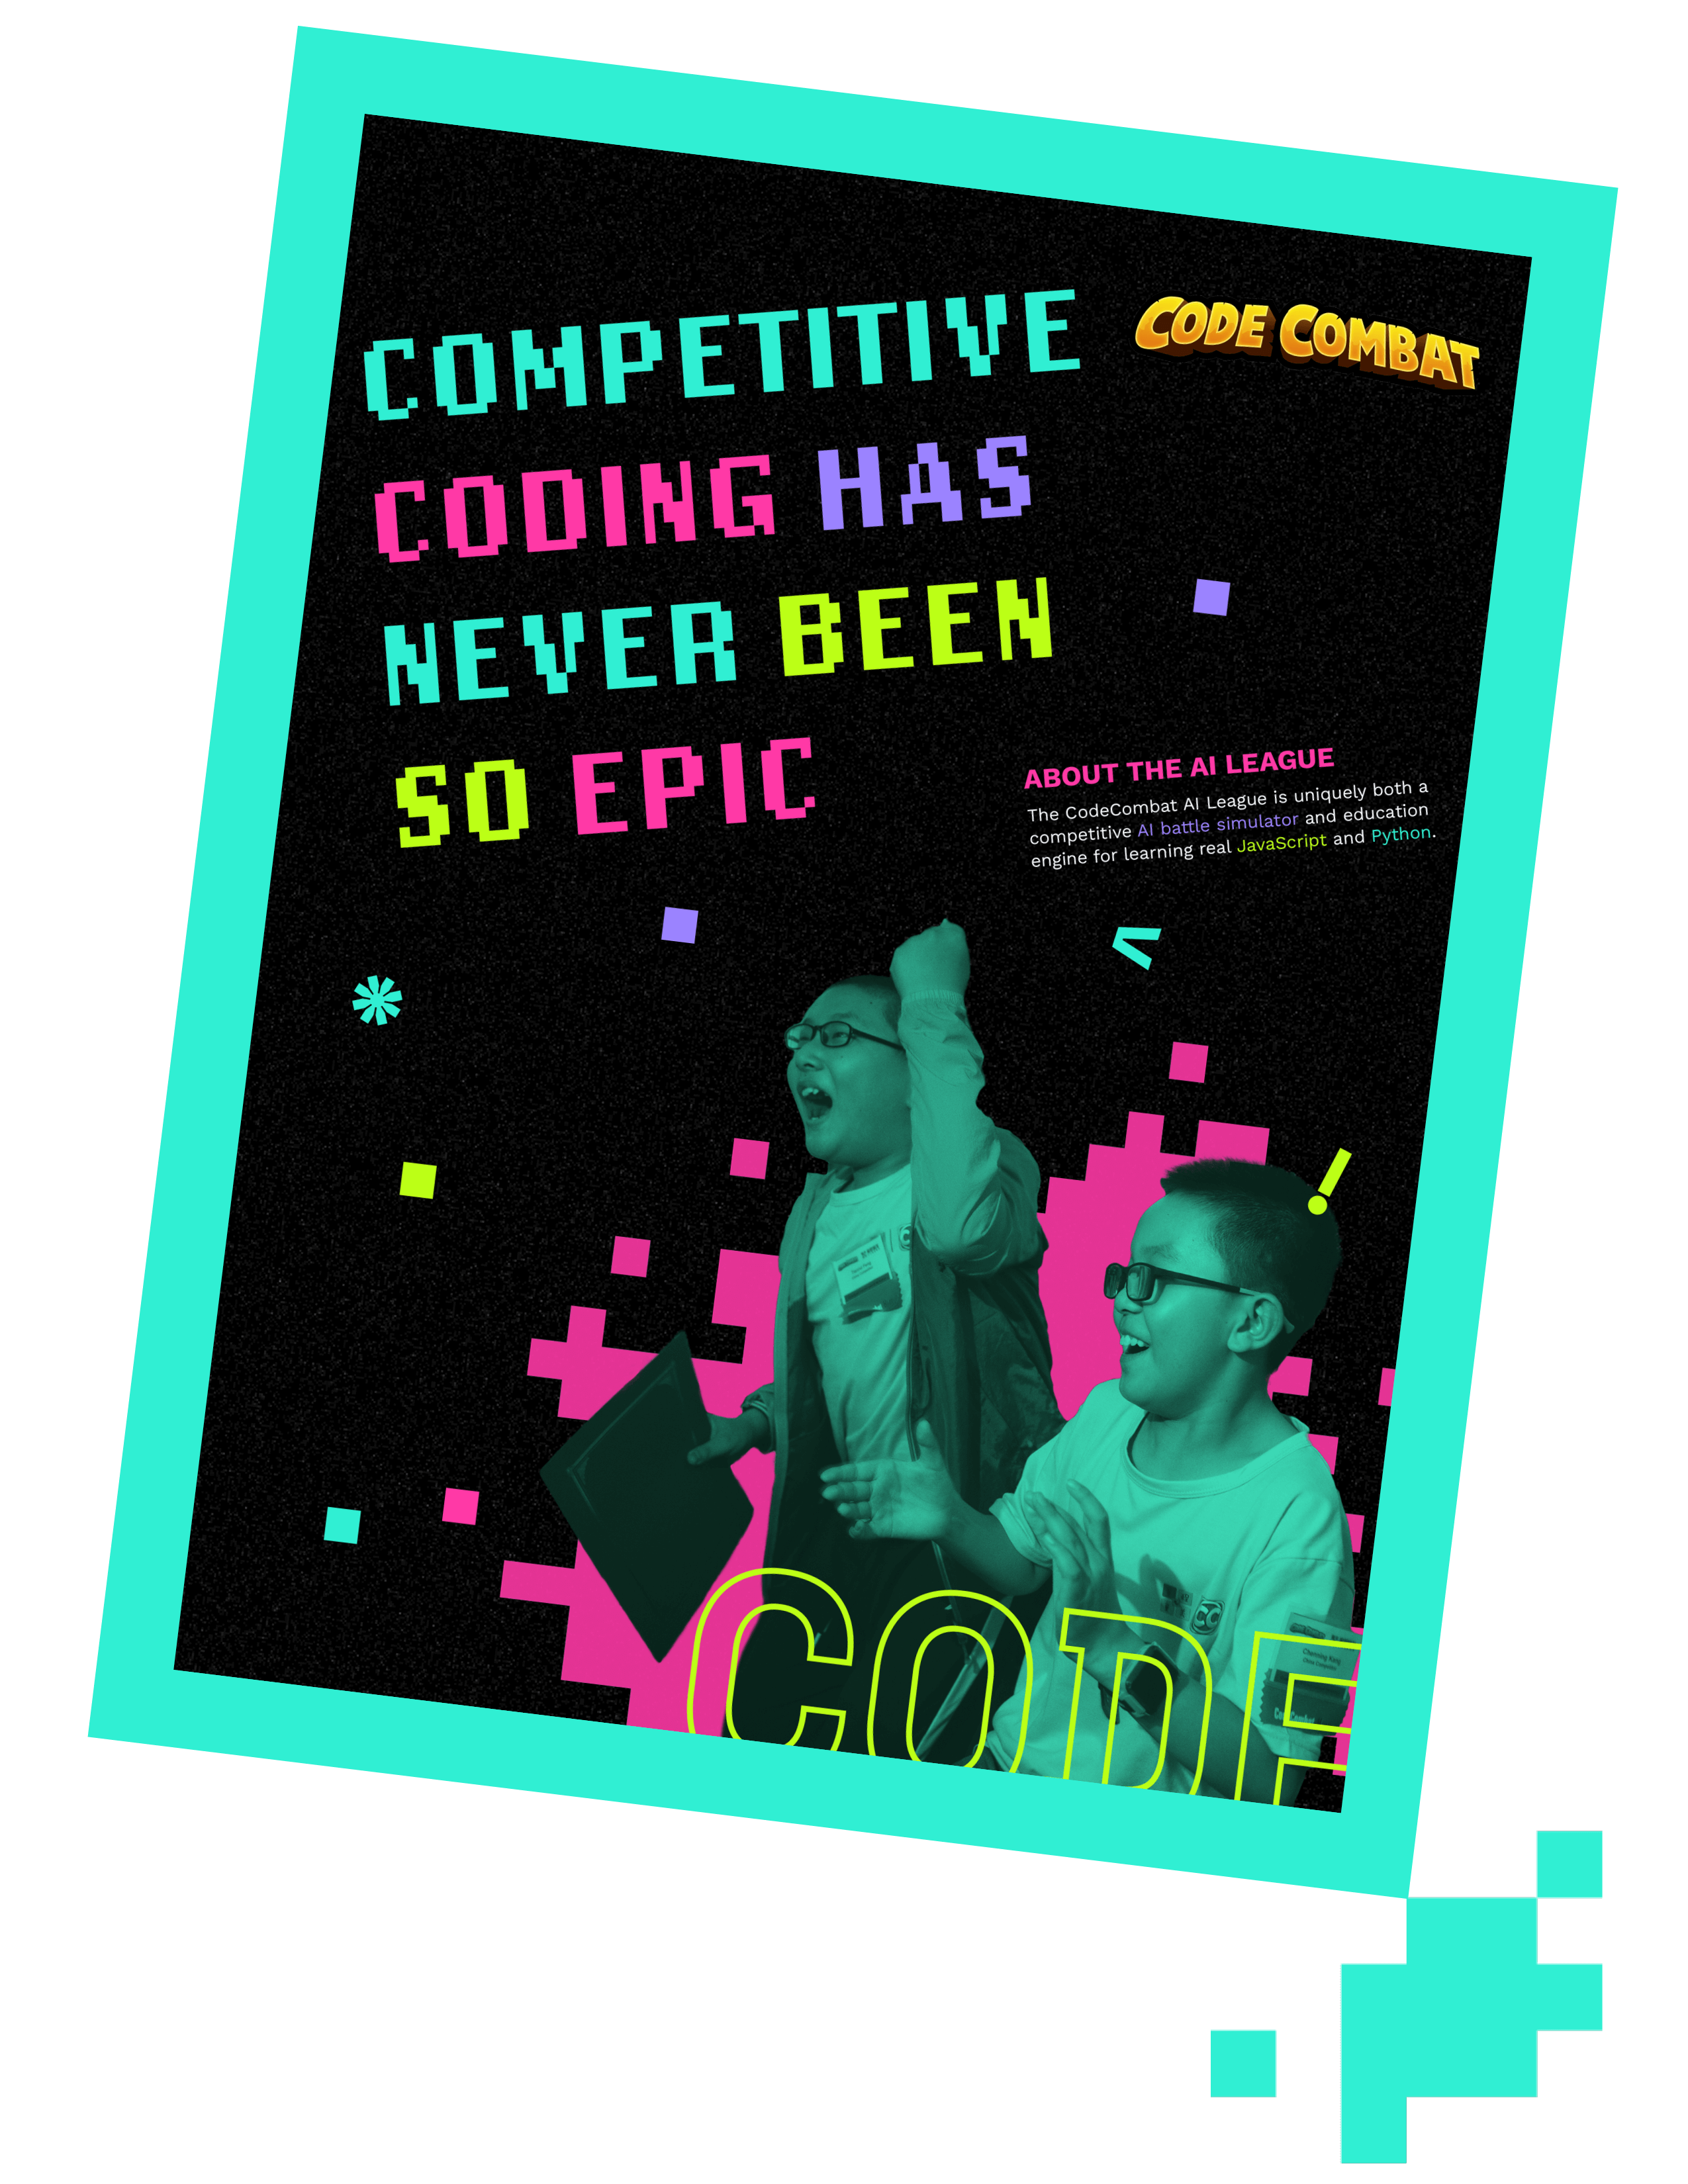 COMPETITIVE
CODE COMBAT
CODING HAS
NEVER BEEN
SO EPIC
ABOUT THE AI LEAGUE
The CodeCombat AI League is uniquely both a
competitive AI battle simulator and education
engine for learning real JavaScript and Python.
<
!
CODE